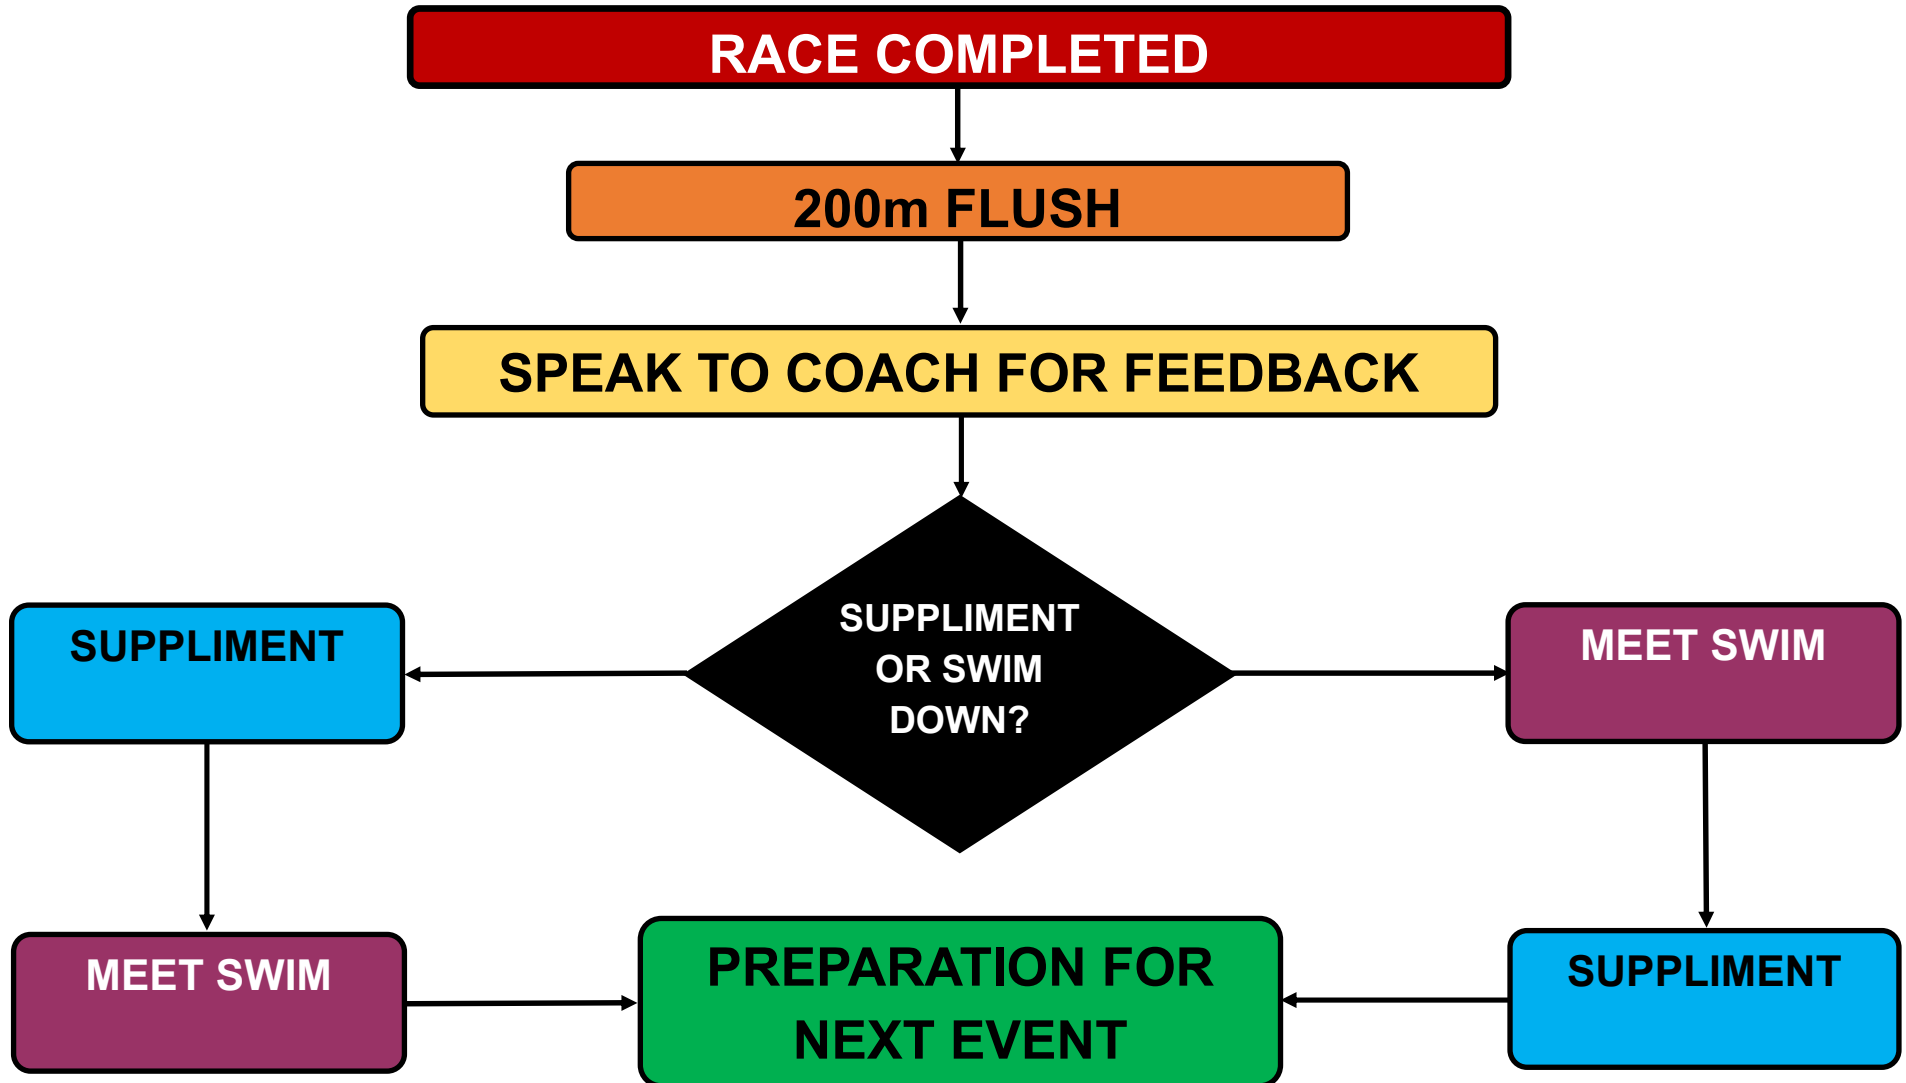 RACE COMPLETED
200m FLUSH
SPEAK TO COACH FOR FEEDBACK
SUPPLIMENT
OR SWIM
DOWN?
SUPPLIMENT
MEET SWIM
MEET SWIM
PREPARATION FOR
NEXT EVENT
SUPPLIMENT